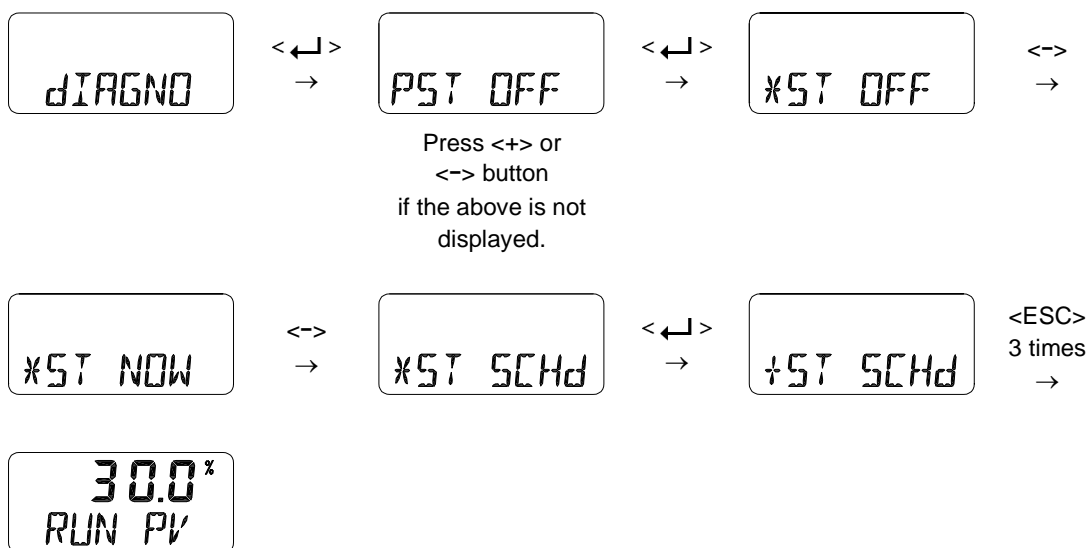 dIAGNO
<↵>
→
PST OFF
<↵>
→
*ST OFF
<->
→
Press <+> or
<-> button
if the above is not
displayed.
*ST NOW
<->
→
*ST SCHd
<↵>
→
+ST SCHd
<ESC>
3 times
→
30.0%
RUN PV